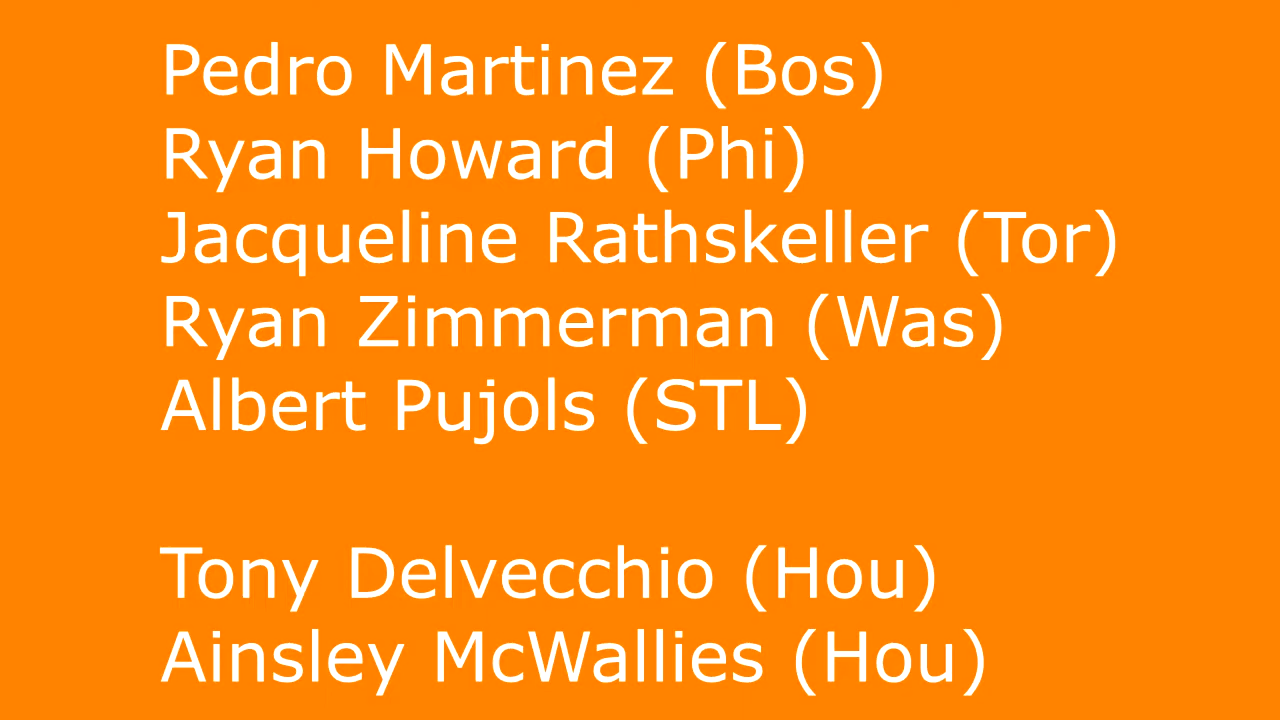 Pedro Martinez (Bos)
Ryan Howard (Phi)
Jacqueline Rathskeller (Tor)
Ryan Zimmerman (Was)
Albert Pujols (STL)

Tony Delvecchio (Hou)
Ainsley McWallies (Hou)